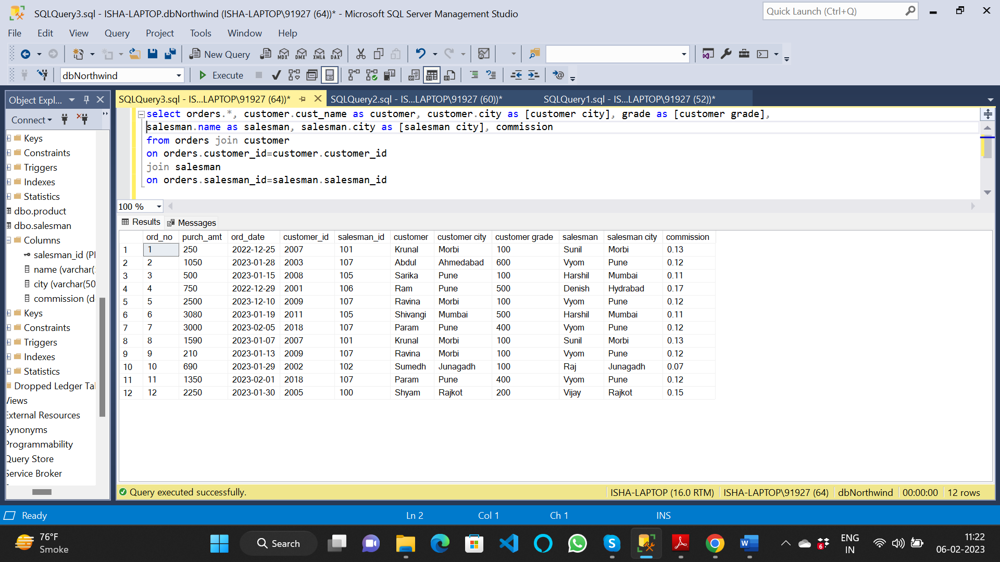 SQLQuery3.sql - ISHA-LAPTOP.dbNorthwind (ISHA-LAPTOP\91927 (64))* - Microsoft SQL Server Management Studio
Quick Launch (Ctrl+Q)
File Edit View Query Project Tools Window Help
New Query MDX DMX XMLA DAX
dbNorthwind Execute
Object Expl...
SQLQuery3.sql - IS...LAPTOP\91927 (64))* SQLQuery2.sql - IS...LAPTOP\91927 (60))* SQLQuery1.sql - IS...LAPTOP\91927 (52))*
Connect
Keys
Constraints
Triggers
Indexes
Statistics
dbo.product
dbo.salesman
Columns
salesman_id (PI
name (varchar(5
city (varchar(50
commission (d
Keys
Constraints
Triggers
Indexes
Statistics
Dropped Ledger Tal
Views
External Resources
Synonyms
Programmability
Query Store
Service Broker
select orders.*, customer.cust_name as customer, customer.city as [customer city], grade as [customer grade],
salesman.name as salesman, salesman.city as [salesman city], commission
from orders join customer
on orders.customer_id=customer.customer_id
join salesman
on orders.salesman_id=salesman.salesman_id
100 %
Results Messages
ord_no purch_amt ord_date customer_id salesman_id customer customer city customer grade salesman salesman city commission
1 1 250 2022-12-25 2007 101 Krunal Morbi 100 Sunil Morbi 0.13
2 2 1050 2023-01-28 2003 107 Abdul Ahmedabad 600 Vyom Pune 0.12
3 3 500 2023-01-15 2008 105 Sarika Pune 100 Harshil Mumbai 0.11
4 4 750 2022-12-29 2001 106 Ram Pune 500 Denish Hydrabad 0.17
5 5 2500 2023-12-10 2009 107 Ravina Morbi 100 Vyom Pune 0.12
6 6 3080 2023-01-19 2011 105 Shivangi Mumbai 500 Harshil Mumbai 0.11
7 7 3000 2023-02-05 2018 107 Param Pune 400 Vyom Pune 0.12
8 8 1590 2023-01-07 2007 101 Krunal Morbi 100 Sunil Morbi 0.13
9 9 210 2023-01-13 2009 107 Ravina Morbi 100 Vyom Pune 0.12
10 10 690 2023-01-29 2002 102 Sumedh Junagadh 100 Raj Junagadh 0.07
11 11 1350 2023-02-01 2018 107 Param Pune 400 Vyom Pune 0.12
12 12 2250 2023-01-30 2005 100 Shyam Rajkot 200 Vijay Rajkot 0.15
Query executed successfully. ISHA-LAPTOP (16.0 RTM) ISHA-LAPTOP\91927 (64) dbNorthwind 00:00:00 12 rows
Ready Ln 2 Col 1 Ch 1 INS
76°F
Smoke
Search
6
ENG
IN
11:22
06-02-2023